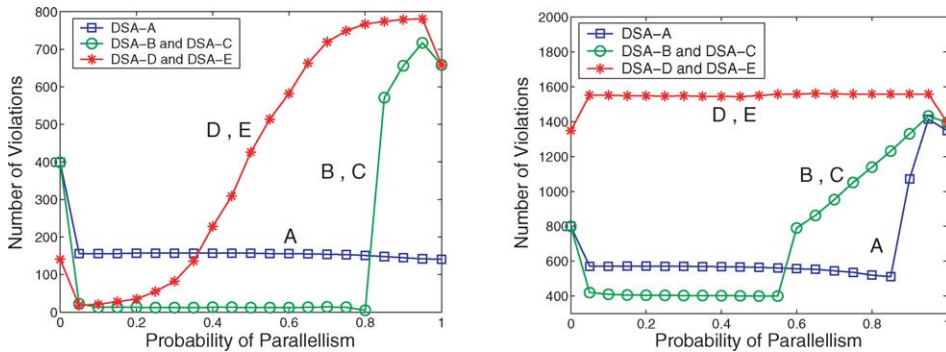 800
700
600
500
400
300
200
100
0
Number of Violations
DSA-A
DSA-B and DSA-C
DSA-D and DSA-E
D , E
B , C
A
0 0.2 0.4 0.6 0.8 1
Probability of Parallelism
2000
1800
1600
1400
1200
1000
800
600
400
Number of Violations
DSA-A
DSA-B and DSA-C
DSA-D and DSA-E
D , E
B , C
A
0 0.2 0.4 0.6 0.8 1
Probability of Parallelism